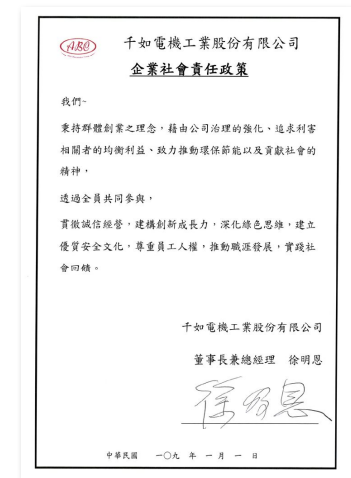 ABC 千如電機工業股份有限公司
企業社會責任政策
我們~
秉持群體創業之理念，藉由公司治理的強化、追求利害
相關者的均衡利益、致力推動環保節能以及貢獻社會的
精神，
透過全員共同參與，
貫徹誠信經營，建構創新成長力，深化綠色思維，建立
優質安全文化，尊重員工人權，推動職涯發展，實踐社
會回饋。
千如電機工業股份有限公司
董事長兼總經理 徐明恩
徐明恩
中華民國 一〇九 年 一 月 一 日